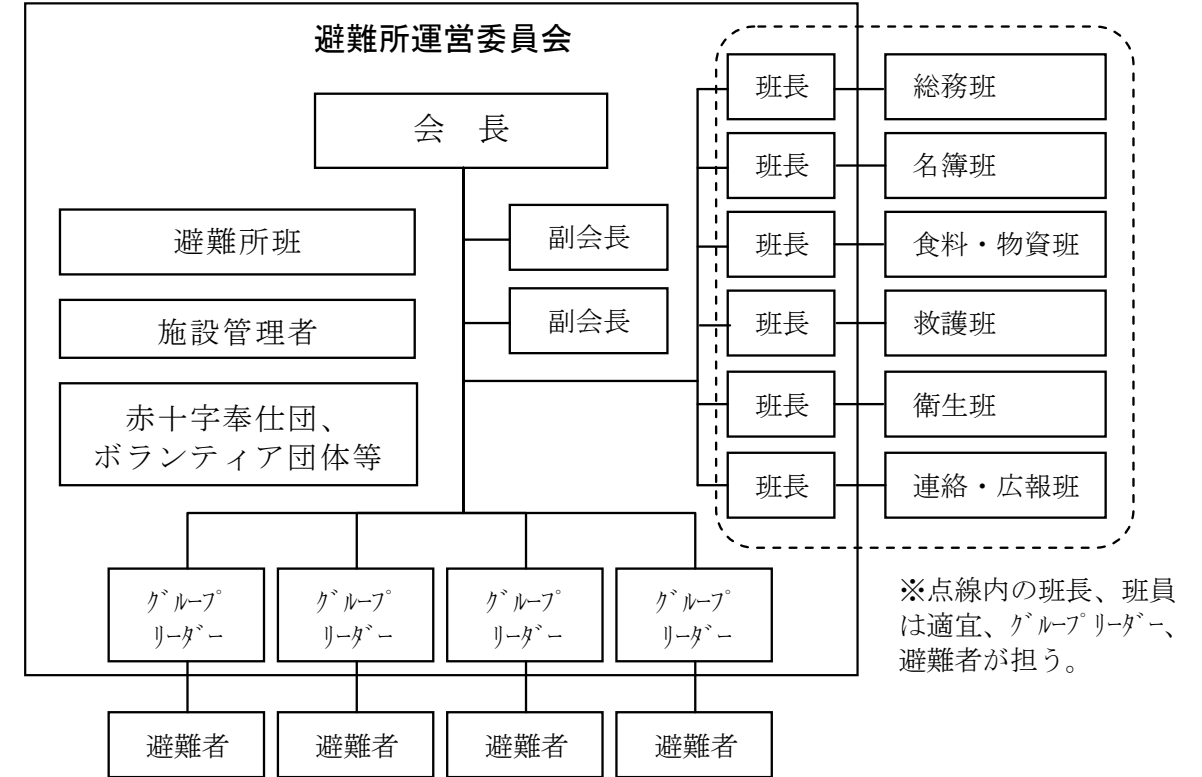 避難所運営委員会
会　長
副会長
副会長
避難所班
施設管理者
赤十字奉仕団、
ボランティア団体等
班長
総務班
班長
名簿班
班長
食料・物資班
班長
救護班
班長
衛生班
班長
連絡・広報班
ｸﾞﾙｰﾌﾟ
ﾘｰﾀﾞｰ
ｸﾞﾙｰﾌﾟ
ﾘｰﾀﾞｰ
ｸﾞﾙｰﾌﾟ
ﾘｰﾀﾞｰ
ｸﾞﾙｰﾌﾟ
ﾘｰﾀﾞｰ
※点線内の班長、班員
は適宜、ｸﾞﾙｰﾌﾟﾘｰﾀﾞｰ、
避難者が担う。
避難者
避難者
避難者
避難者